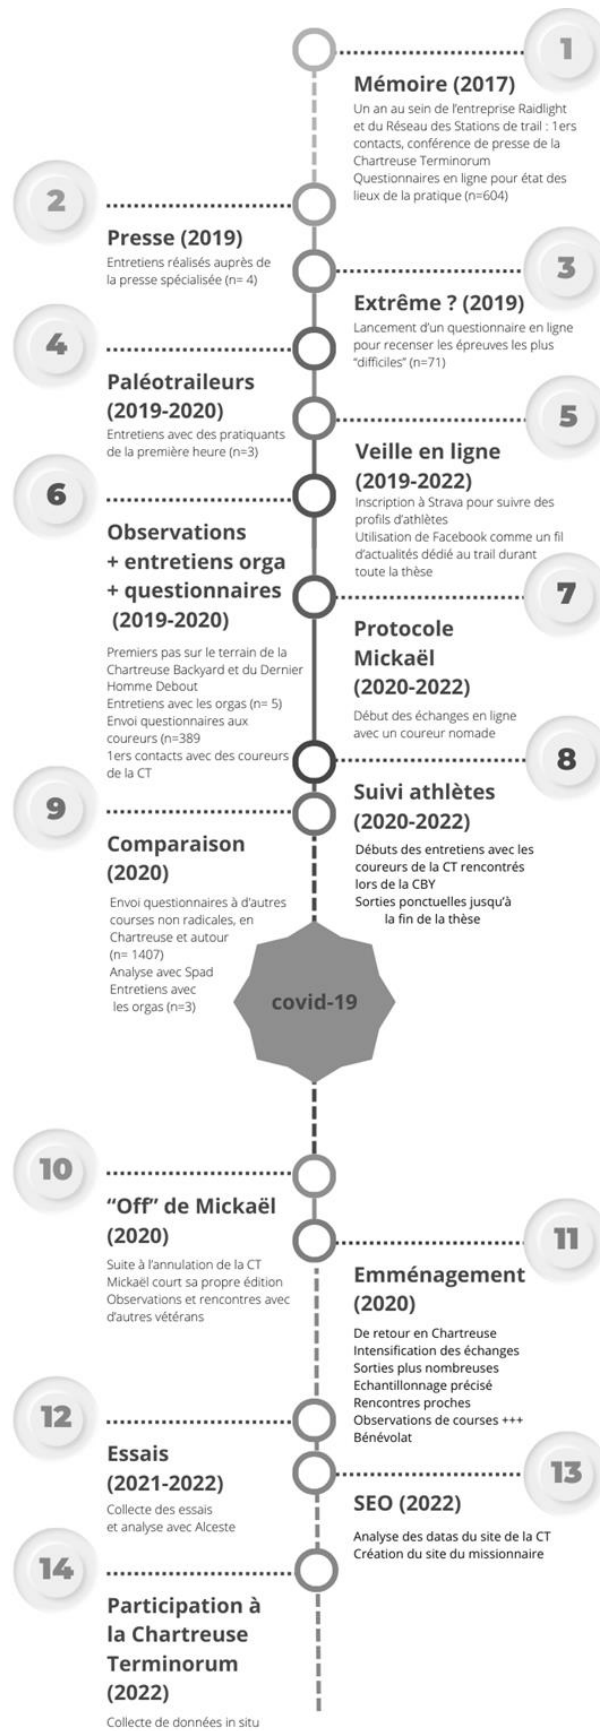 1
Mémoire (2017)
Un an au sein de l'entreprise Raidlight
et du Réseau des Stations de trail : 1ers
contacts, conférence de presse de la
Chartreuse Terminorum
Questionnaires en ligne pour état des
lieux de la pratique (n=604)
2
Presse (2019)
Entretiens réalisés auprès de
la presse spécialisée (n= 4)
3
Extrême ? (2019)
Lancement d'un questionnaire en ligne
pour recenser les épreuves les plus
"difficiles" (n=71)
4
Paléotraileurs
(2019-2020)
Entretiens avec des pratiquants
de la première heure (n=3)
5
Veille en ligne
(2019-2022)
Inscription à Strava pour suivre des
profils d'athlètes
Utilisation de Facebook comme un fil
d'actualités dédié au trail durant
toute la thèse
6
Observations
+ entretiens orga
+ questionnaires
(2019-2020)
Premiers pas sur le terrain de la
Chartreuse Backyard et du Dernier
Homme Debout
Entretiens avec les orgas (n= 5)
Envoi questionnaires aux
coureurs (n=389
1ers contacts avec des coureurs
de la CT
7
Protocole
Mickaël
(2020-2022)
Début des échanges en ligne
avec un coureur nomade
8
Suivi athlètes
(2020-2022)
Débuts des entretiens avec les
coureurs de la CT rencontrés
lors de la CBY
Sorties ponctuelles jusqu'à
la fin de la thèse
9
Comparaison
(2020)
Envoi questionnaires à d'autres
courses non radicales, en
Chartreuse et autour
(n= 1407)
Analyse avec Spad
Entretiens avec
les orgas (n=3)
covid-19
10
"Off" de Mickaël
(2020)
Suite à l'annulation de la CT
Mickaël court sa propre édition
Observations et rencontres avec
d'autres vétérans
11
Emménagement
(2020)
De retour en Chartreuse
Intensification des échanges
Sorties plus nombreuses
Echantillonnage précisé
Rencontres proches
Observations de courses +++
Bénévolat
12
Essais
(2021-2022)
Collecte des essais
et analyse avec Alceste
13
SEO (2022)
Analyse des datas du site de la CT
Création du site du missionnaire
14
Participation à
la Chartreuse
Terminorum
(2022)
Collecte de données in situ